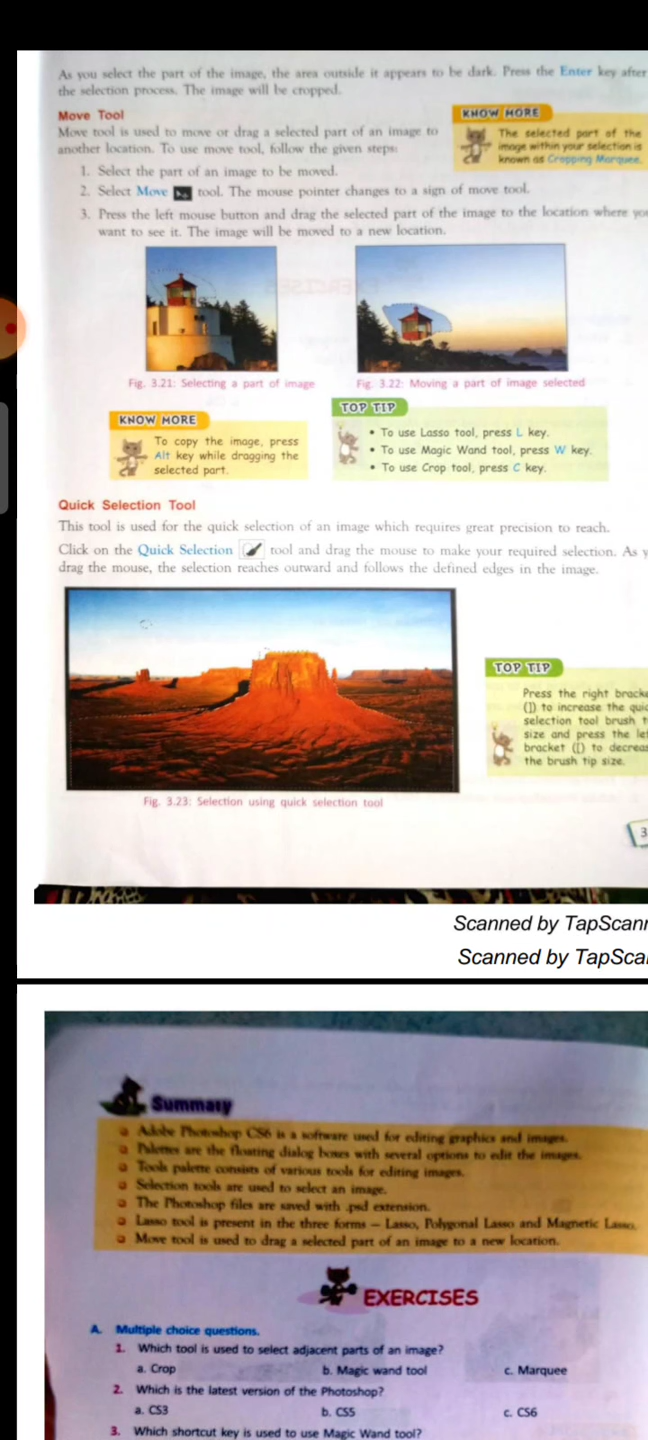 As you select the part of the image, the area outside it appears to be dark. Press the Enter key after
the selection process. The image will be cropped.
Move Tool
Move tool is used to move or drag a selected part of an image to
another location. To use move tool, follow the given steps:
KNOW MORE
The selected part of the
image within your selection is
known as Cropping Marquee.
1. Select the part of an image to be moved.
2. Select Move tool. The mouse pointer changes to a sign of move tool.
3. Press the left mouse button and drag the selected part of the image to the location where you
want to see it. The image will be moved to a new location.
Fig. 3.21: Selecting a part of image
Fig. 3.22: Moving a part of image selected
KNOW MORE
To copy the image, press
Alt key while dragging the
selected part.
TOP TIP
• To use Lasso tool, press L key.
• To use Magic Wand tool, press W key.
• To use Crop tool, press C key.
Quick Selection Tool
This tool is used for the quick selection of an image which requires great precision to reach.
Click on the Quick Selection tool and drag the mouse to make your required selection. As y
drag the mouse, the selection reaches outward and follows the defined edges in the image.
TOP TIP
Press the right bracke
(]) to increase the quic
selection tool brush t
size and press the le
bracket ([) to decreas
the brush tip size.
Fig. 3.23: Selection using quick selection tool
3
Scanned by TapScann
Scanned by TapSca
Summary
Adobe Photoshop CS6 is a software used for editing graphics and images.
Palettes are the floating dialog boxes with several options to edit the images.
Tools palette consists of various tools for editing images.
Selection tools are used to select an image.
The Photoshop files are saved with .psd extension.
Lasso tool is present in the three forms – Lasso, Polygonal Lasso and Magnetic Lasso.
Move tool is used to drag a selected part of an image to a new location.
EXERCISES
A. Multiple choice questions.
1. Which tool is used to select adjacent parts of an image?
a. Crop b. Magic wand tool c. Marquee
2. Which is the latest version of the Photoshop?
a. CS3 b. CS5 c. CS6
3. Which shortcut key is used to use Magic Wand tool?